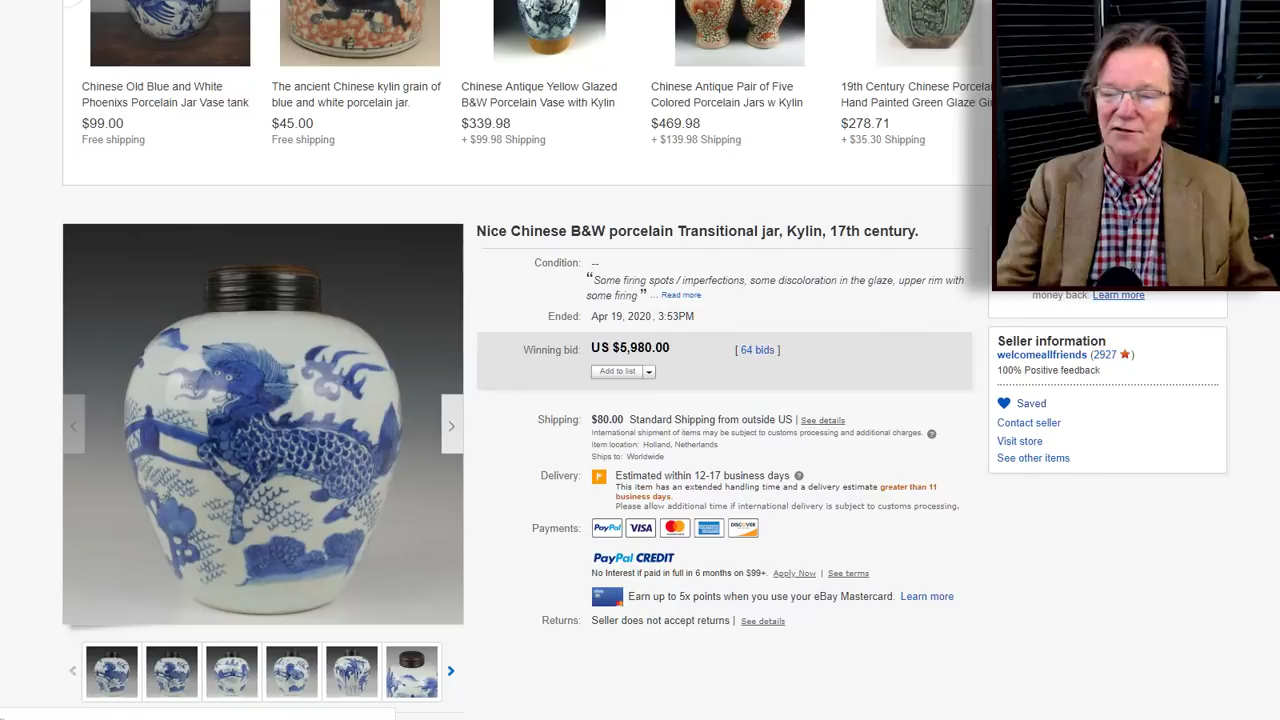 Chinese Old Blue and White
Phoenixs Porcelain Jar Vase tank
$99.00
Free shipping
The ancient Chinese kylin grain of
blue and white porcelain jar.
$45.00
Free shipping
Chinese Antique Yellow Glazed
B&W Porcelain Vase with Kylin
$339.98
+ $99.98 Shipping
Chinese Antique Pair of Five
Colored Porcelain Jars w Kylin
$469.98
+ $139.98 Shipping
19th Century Chinese
Hand Painted Green Glaze
$278.71
+ $35.30 Shipping
Nice Chinese B&W porcelain Transitional jar, Kylin, 17th century.
Condition: --
"Some firing spots / imperfections, some discoloration in the glaze, upper rim with
some firing" ... Read more
Ended: Apr 19, 2020 , 3:53PM
Winning bid: US $5,980.00 [ 64 bids ]
Add to list
Shipping: $80.00 Standard Shipping from outside US | See details
International shipment of items may be subject to customs processing and additional charges. ?
Item location: Holland, Netherlands
Ships to: Worldwide
Delivery: Estimated within 12-17 business days ?
This item has an extended handling time and a delivery estimate greater than 11
business days.
Please allow additional time if international delivery is subject to customs processing.
Payments: PayPal VISA MasterCard AMERICAN EXPRESS DISCOVER
PayPal CREDIT
No Interest if paid in full in 6 months on $99+. Apply Now | See terms
Earn up to 5x points when you use your eBay Mastercard. Learn more
Returns: Seller does not accept returns | See details
money back. Learn more
Seller information
welcomeallfriends (2927 ★ )
100% Positive feedback
Saved
Contact seller
Visit store
See other items